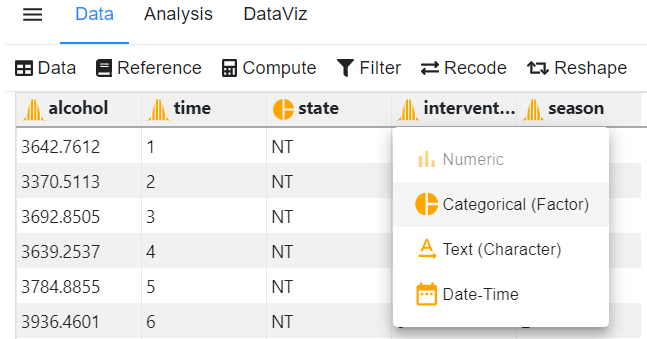 Data Analysis DataViz
Data Reference Compute Filter Recode Reshape
alcohol time state intervent... season
3642.7612 1 NT
Numeric
3370.5113 2 NT
Categorical (Factor)
3692.8505 3 NT
3639.2537 4 NT
Text (Character)
3784.8855 5 NT
Date-Time
3936.4601 6 NT